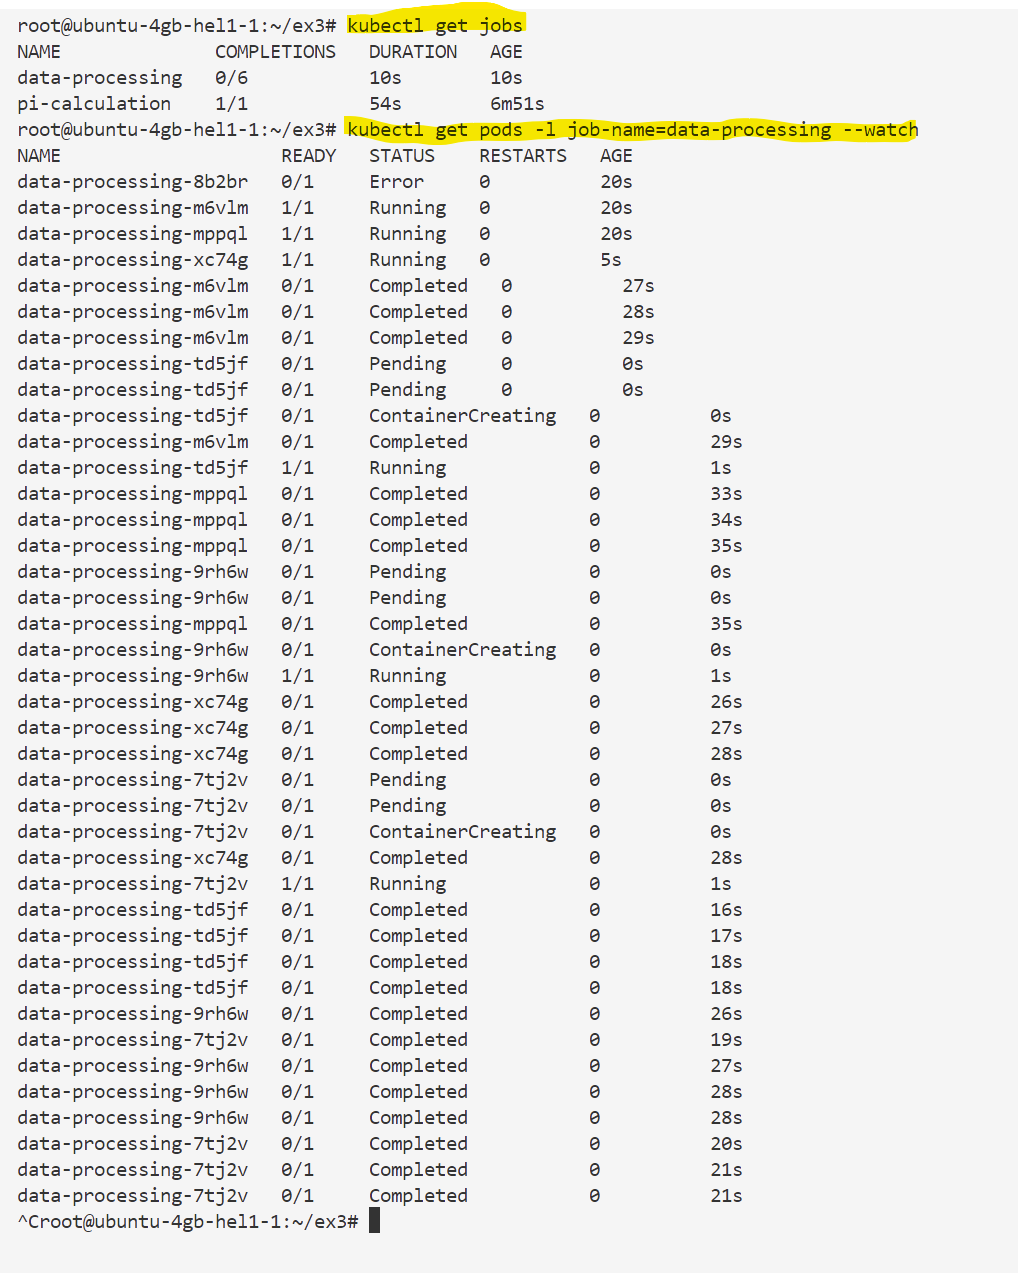 root@ubuntu-4gb-hel1-1:~/ex3# kubectl get jobs
NAME              COMPLETIONS   DURATION   AGE
data-processing   0/6           10s        10s
pi-calculation    1/1           54s        6m51s
root@ubuntu-4gb-hel1-1:~/ex3# kubectl get pods -l job-name=data-processing --watch
NAME                    READY   STATUS    RESTARTS   AGE
data-processing-8b2br   0/1     Error     0          20s
data-processing-m6vlm   1/1     Running   0          20s
data-processing-mppql   1/1     Running   0          20s
data-processing-xc74g   1/1     Running   0          5s
data-processing-m6vlm   0/1     Completed   0          27s
data-processing-m6vlm   0/1     Completed   0          28s
data-processing-m6vlm   0/1     Completed   0          29s
data-processing-td5jf   0/1     Pending     0          0s
data-processing-td5jf   0/1     Pending     0          0s
data-processing-td5jf   0/1     ContainerCreating   0          0s
data-processing-m6vlm   0/1     Completed           0          29s
data-processing-td5jf   1/1     Running             0          1s
data-processing-mppql   0/1     Completed           0          33s
data-processing-mppql   0/1     Completed           0          34s
data-processing-mppql   0/1     Completed           0          35s
data-processing-9rh6w   0/1     Pending             0          0s
data-processing-9rh6w   0/1     Pending             0          0s
data-processing-mppql   0/1     Completed           0          35s
data-processing-9rh6w   0/1     ContainerCreating   0          0s
data-processing-9rh6w   1/1     Running             0          1s
data-processing-xc74g   0/1     Completed           0          26s
data-processing-xc74g   0/1     Completed           0          27s
data-processing-xc74g   0/1     Completed           0          28s
data-processing-7tj2v   0/1     Pending             0          0s
data-processing-7tj2v   0/1     Pending             0          0s
data-processing-7tj2v   0/1     ContainerCreating   0          0s
data-processing-xc74g   0/1     Completed           0          28s
data-processing-7tj2v   1/1     Running             0          1s
data-processing-td5jf   0/1     Completed           0          16s
data-processing-td5jf   0/1     Completed           0          17s
data-processing-td5jf   0/1     Completed           0          18s
data-processing-td5jf   0/1     Completed           0          18s
data-processing-9rh6w   0/1     Completed           0          26s
data-processing-7tj2v   0/1     Completed           0          19s
data-processing-9rh6w   0/1     Completed           0          27s
data-processing-9rh6w   0/1     Completed           0          28s
data-processing-9rh6w   0/1     Completed           0          28s
data-processing-7tj2v   0/1     Completed           0          20s
data-processing-7tj2v   0/1     Completed           0          21s
data-processing-7tj2v   0/1     Completed           0          21s
^Croot@ubuntu-4gb-hel1-1:~/ex3#